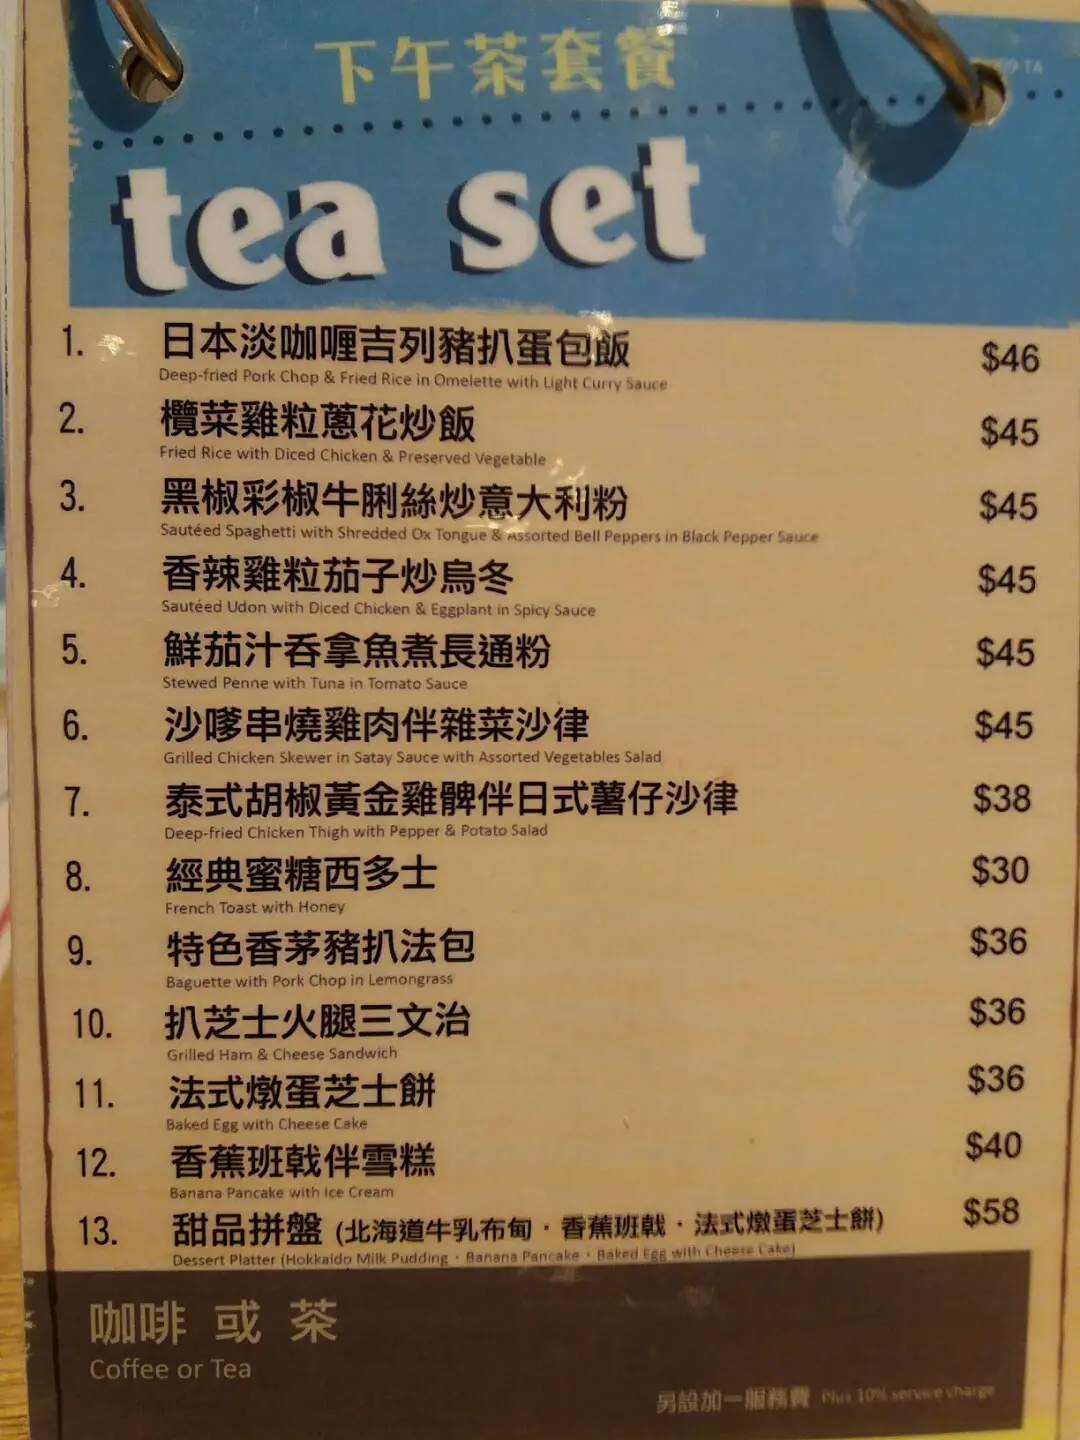 下午茶套餐
tea set
1. 日本淡咖喱吉列豬扒蛋包飯 $46
Deep-fried Pork Chop & Fried Rice in Omelette with Light Curry Sauce
2. 欖菜雞粒蔥花炒飯 $45
Fried Rice with Diced Chicken & Preserved Vegetable
3. 黑椒彩椒牛脷絲炒意大利粉 $45
Sautéed Spaghetti with Shredded Ox Tongue & Assorted Bell Peppers in Black Pepper Sauce
4. 香辣雞粒茄子炒烏冬 $45
Sautéed Udon with Diced Chicken & Eggplant in Spicy Sauce
5. 鮮茄汁吞拿魚煮長通粉 $45
Stewed Penne with Tuna in Tomato Sauce
6. 沙嗲串燒雞肉伴雜菜沙律 $45
Grilled Chicken Skewer in Satay Sauce with Assorted Vegetables Salad
7. 泰式胡椒黃金雞髀伴日式薯仔沙律 $38
Deep-fried Chicken Thigh with Pepper & Potato Salad
8. 經典蜜糖西多士 $30
French Toast with Honey
9. 特色香茅豬扒法包 $36
Baguette with Pork Chop in Lemongrass
10. 扒芝士火腿三文治 $36
Grilled Ham & Cheese Sandwich
11. 法式燉蛋芝士餅 $36
Baked Egg with Cheese Cake
12. 香蕉班戟伴雪糕 $40
Banana Pancake with Ice Cream
13. 甜品拼盤 (北海道牛乳布甸・香蕉班戟・法式燉蛋芝士餅) $58
Dessert Platter (Hokkaido Milk Pudding・Banana Pancake・Baked Egg with Cheese Cake)
咖啡 或 茶
Coffee or Tea
另設加一服務費 Plus 10% service charge